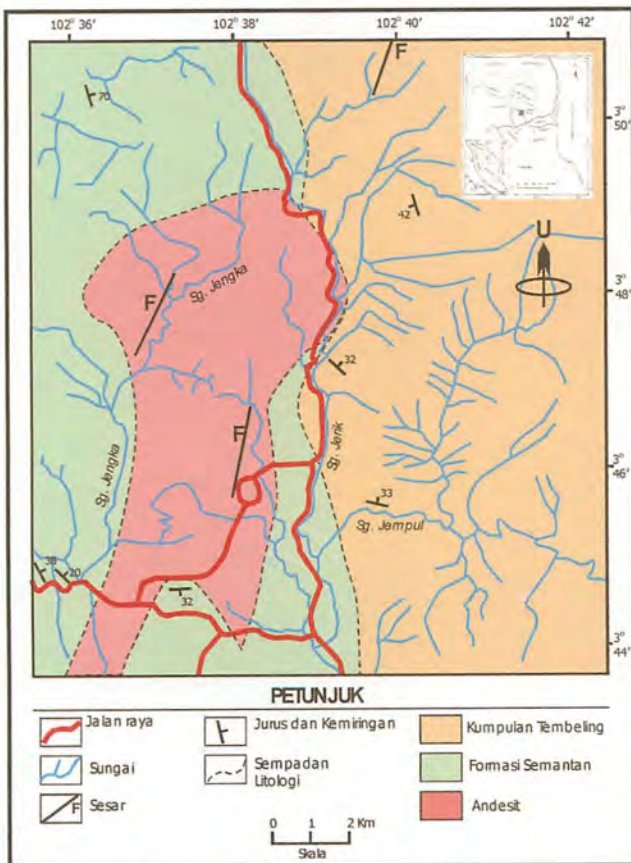 102° 36'
102° 38'
102° 40'
102° 42'
F
70
3°
50'
42
U
Sg. Jengka
F
3°
48'
32
F
Sg. Jengka
Sg. Jerik
3°
46'
33
Sg. Jempul
38
20
32
3°
44'
PETUNJUK
Jalan raya
Jurus dan Kemiringan
Kumpulan Tembeling
Sungai
Sempadan
Litologi
Formasi Semantan
F
Sesar
Andesit
0 1 2 Km
Skala